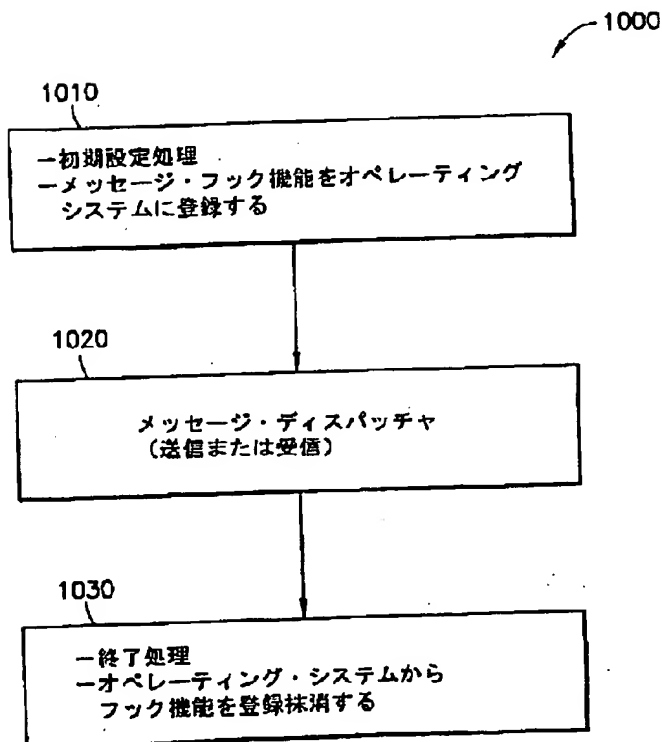 1000
1010
ー初期設定処理
ーメッセージ・フック機能をオペレーティング
システムに登録する
1020
メッセージ・ディスパッチャ
(送信または受信)
1030
ー終了処理
ーオペレーティング・システムから
フック機能を登録抹消する